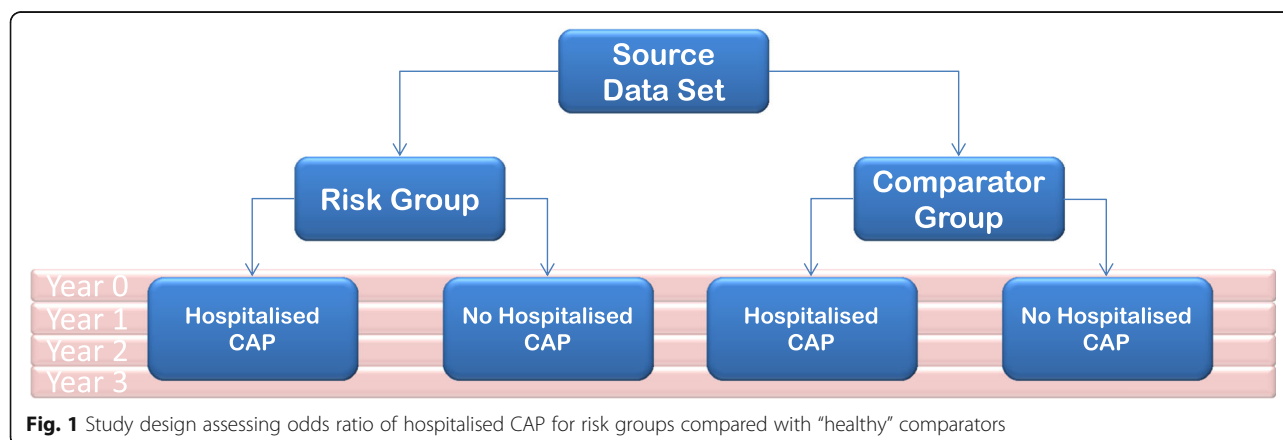 Source
Data Set
Risk Group
Comparator
Group
Year 0
Year 1
Year 2
Year 3
Hospitalised
CAP
No Hospitalised
CAP
Hospitalised
CAP
No Hospitalised
CAP
Fig. 1 Study design assessing odds ratio of hospitalised CAP for risk groups compared with “healthy” comparators